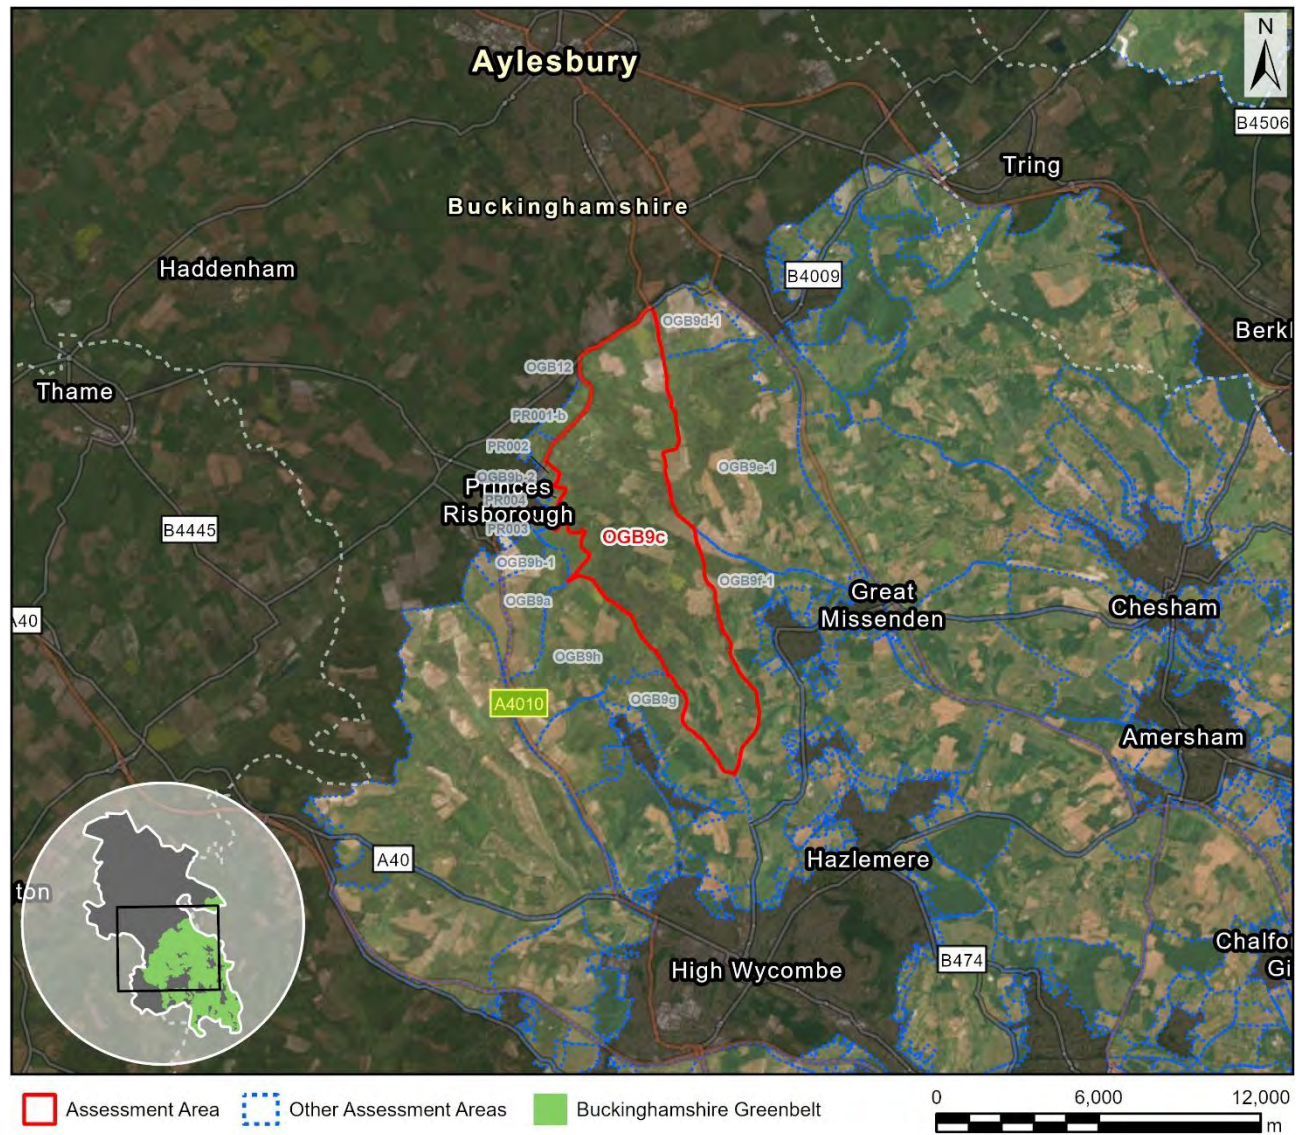 N
Aylesbury
B4506
Tring
Buckinghamshire
Haddenham
B4009
OGB9d-1
Berk
OGB12
Thame
PR001-b
PR002
OGB9e-1
OGB9b-2
Princes
PR004
Risborough
B4445
PR003
OGB9c
OGB9b-1
OGB9f-1
Great
Missenden
Chesham
OGB9a
A40
OGB9h
OGB9g
A4010
Amersham
A40
Hazlemere
ton
Chalfo
Gi
B474
High Wycombe
Assessment Area
Other Assessment Areas
Buckinghamshire Greenbelt
0 6,000 12,000
m